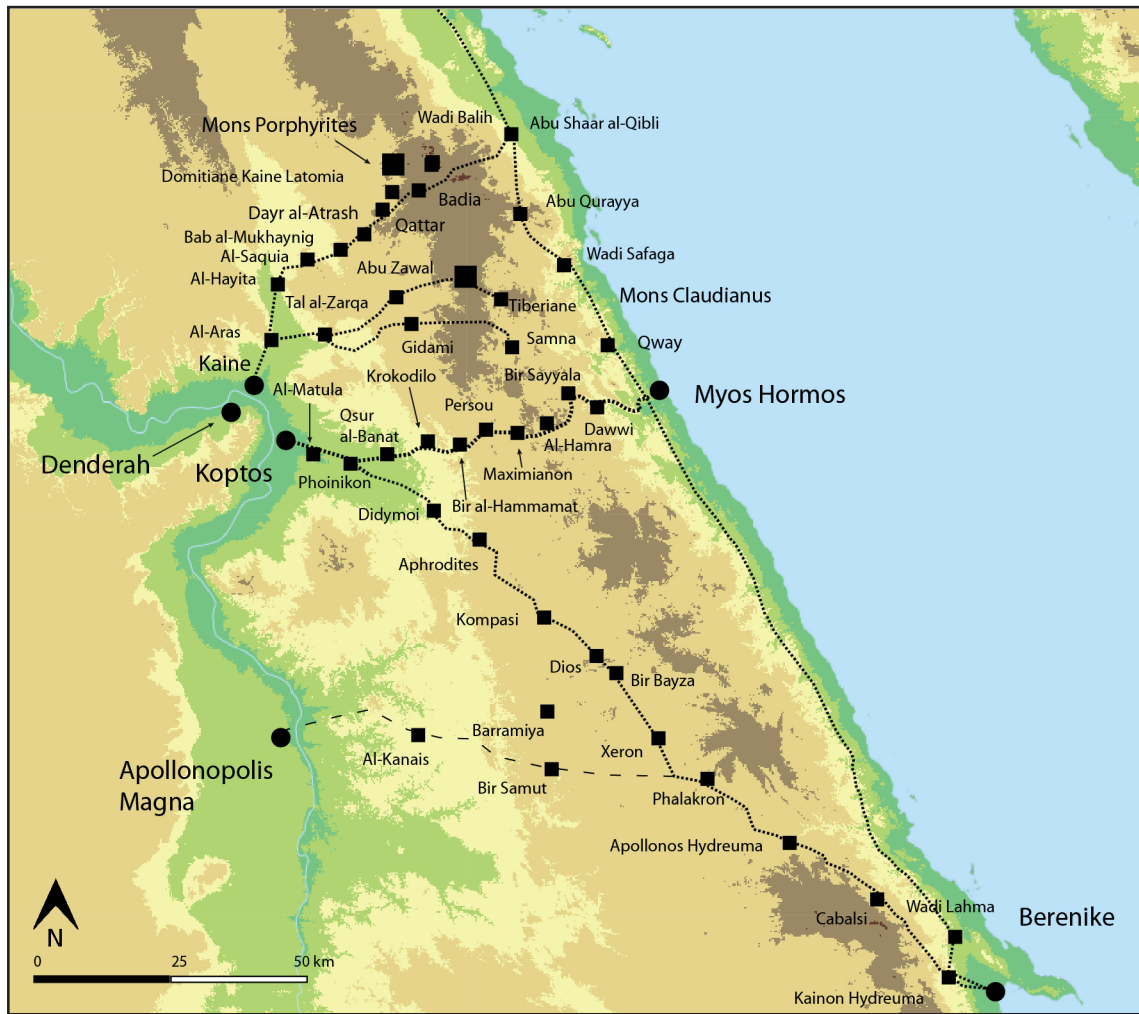 Wadi Balih
Abu Shaar al-Qibli
Mons Porphyrites
Domitiane Kaine Latomia
Badia
Dayr al-Atrash
Qattar
Abu Qurayya
Bab al-Mukhaynig
Al-Saquia
Abu Zawal
Wadi Safaga
Al-Hayita
Tal al-Zarqa
Tiberiane
Mons Claudianus
Al-Aras
Gidami
Samna
Qway
Kaine
Al-Matula
Krokodilo
Bir Sayyala
Myos Hormos
Qsur
al-Banat
Persou
Dawwi
Al-Hamra
Denderah
Koptos
Phoinikon
Maximianon
Bir al-Hammamat
Didymoi
Aphrodites
Kompasi
Dios
Bir Bayza
Barramiya
Xeron
Al-Kanais
Apollonopolis
Magna
Bir Samut
Phalakron
Apollonos Hydreuma
Cabalsi
Wadi Lahma
Berenike
Kainon Hydreuma
N
0 25 50 km